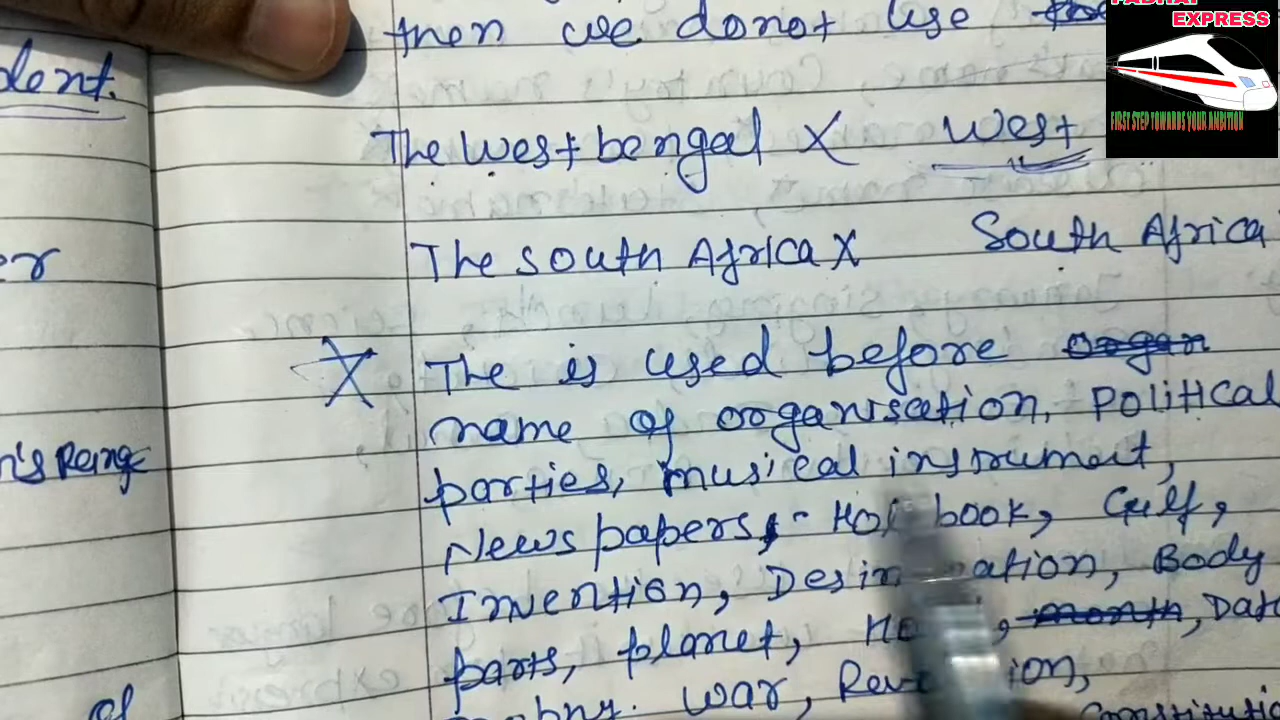 PADHAI
EXPRESS
FIRST STEP TOWARDS YOUR AMBITION
then we donot use
dent.
The West bengal X West
The South Africa X South Africa
er
X The is used before organ
name of organisation, Political
parties, musical instrument,
n's Range
News papers, - book, Gulf,
Invention, Body
parts, planet, month, Date
war,
of